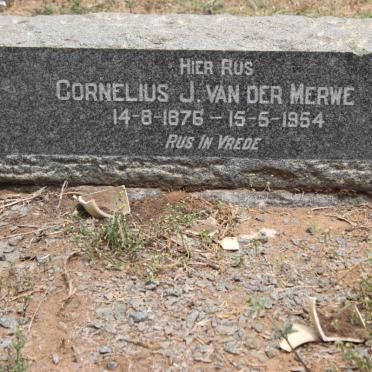 HIER RUS
CORNELIUS J. VAN DER MERWE
14-8-1876 - 15-5-1954
RUS IN VREDE